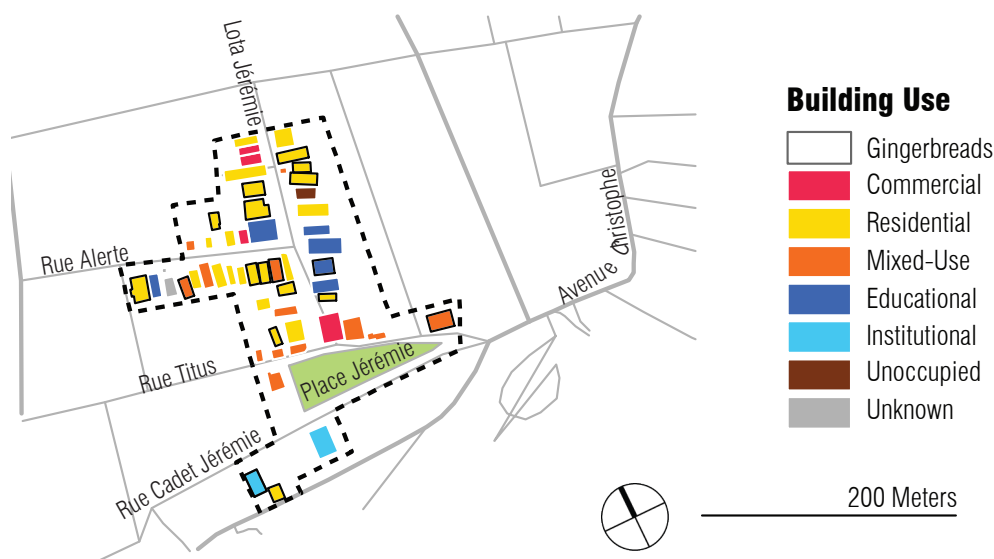 Lota Jérémie
Rue Alerte
Rue Titus
Place Jérémie
Rue Cadet Jérémie
Avenue Christophe
Building Use
Gingerbreads
Commercial
Residential
Mixed-Use
Educational
Institutional
Unoccupied
Unknown
200 Meters